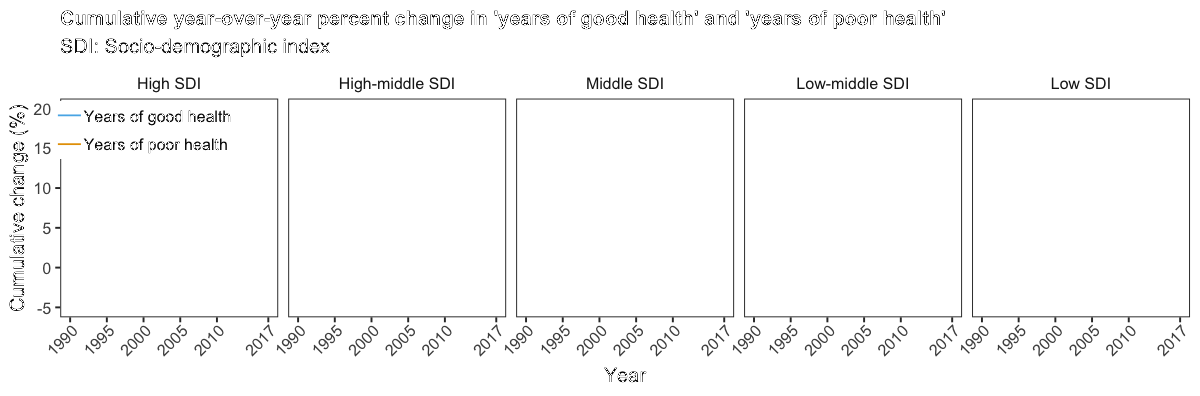 Cumulative year-over-year percent change in 'years of good health' and 'years of poor health'
SDI: Socio-demographic index
High SDI
High-middle SDI
Middle SDI
Low-middle SDI
Low SDI
Cumulative change (%)
20
15
10
5
0
-5
Years of good health
Years of poor health
1990 1995 2000 2005 2010 2017
1990 1995 2000 2005 2010 2017
1990 1995 2000 2005 2010 2017
1990 1995 2000 2005 2010 2017
1990 1995 2000 2005 2010 2017
Year